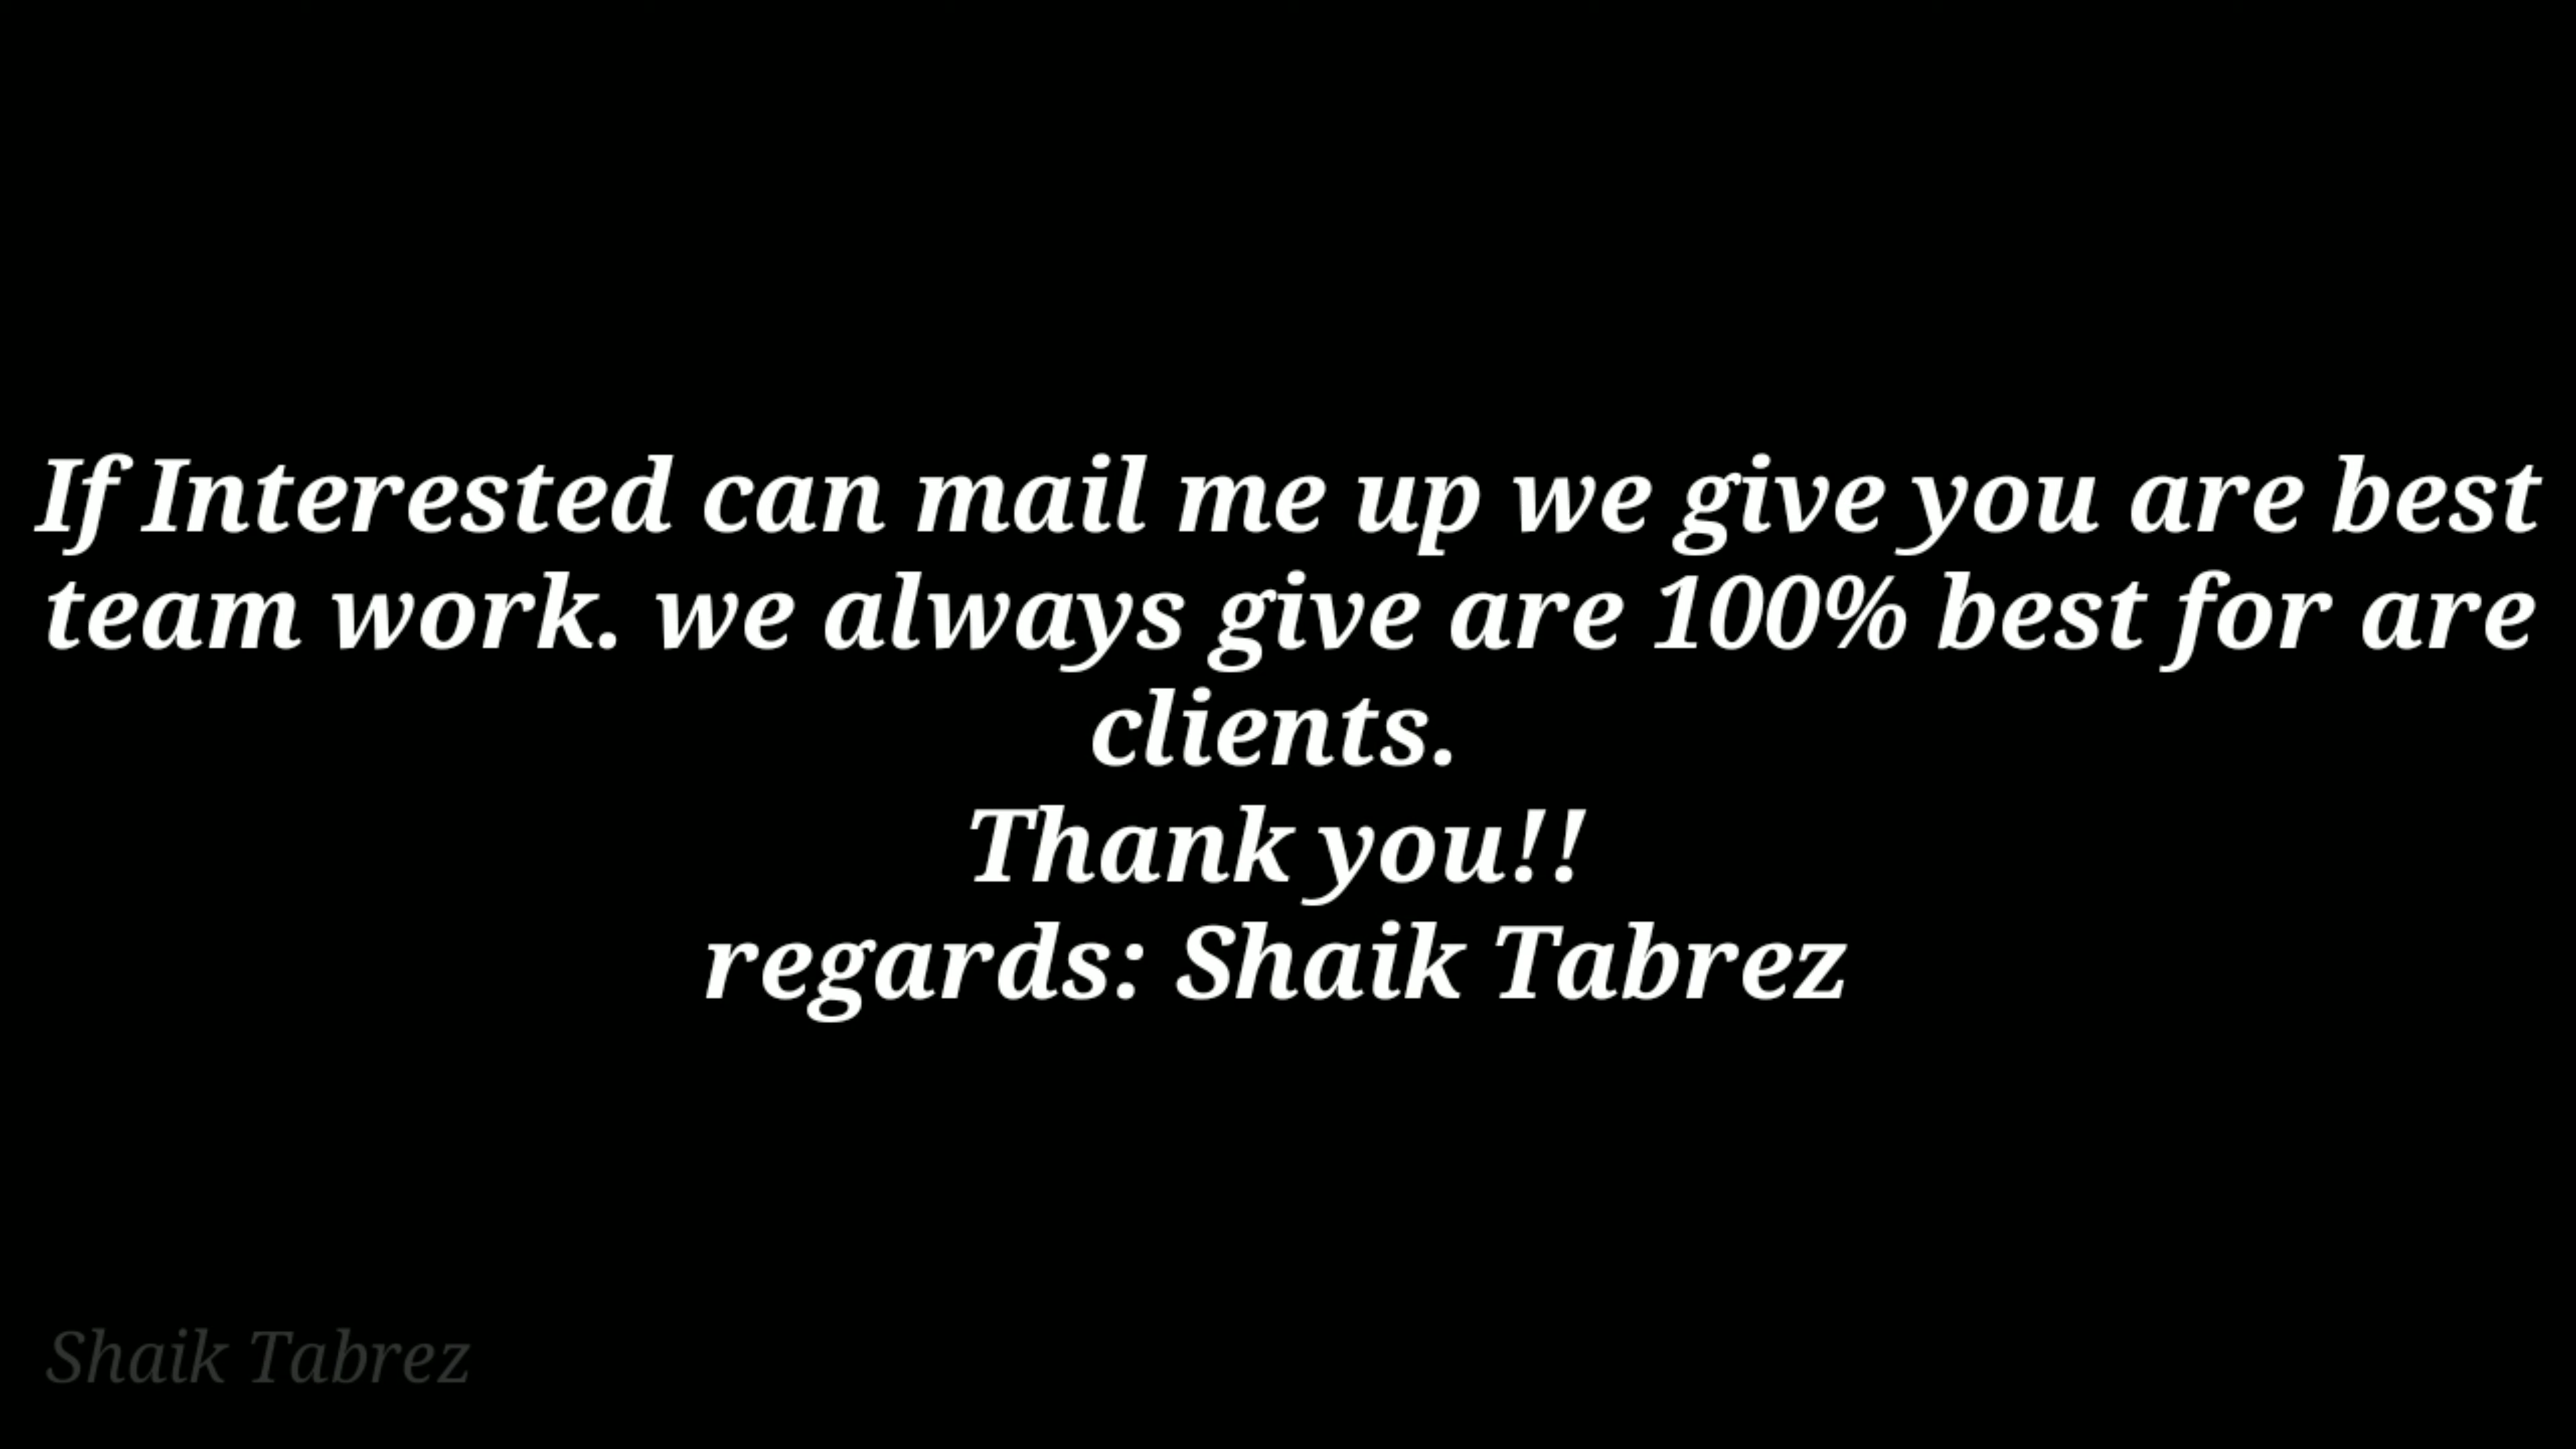 If Interested can mail me up we give you are best
team work. we always give are 100% best for are
clients.
Thank you!!
regards: Shaik Tabrez
Shaik Tabrez